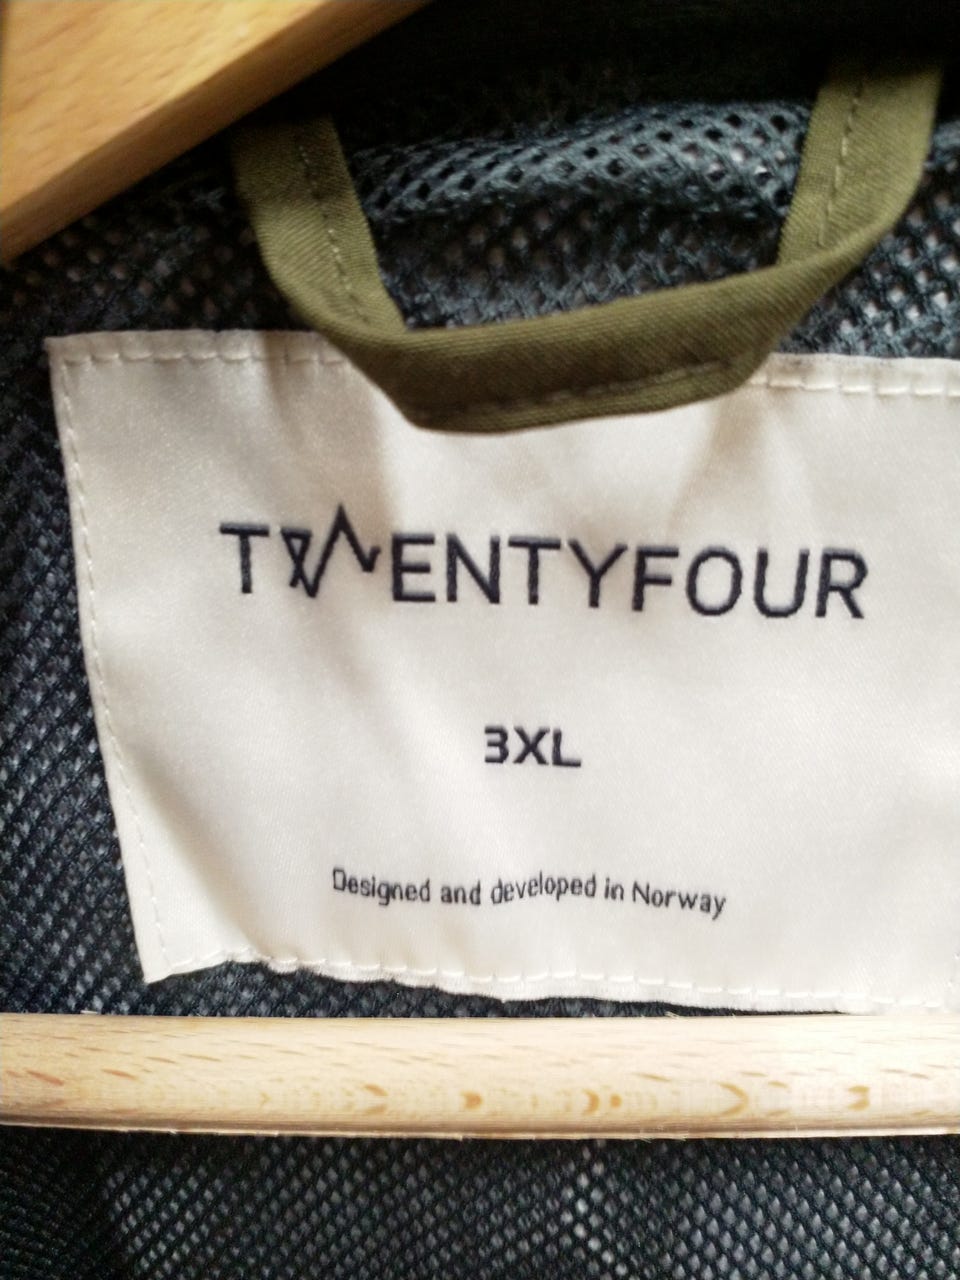 TWENTYFOUR
3XL
Designed and developed in Norway